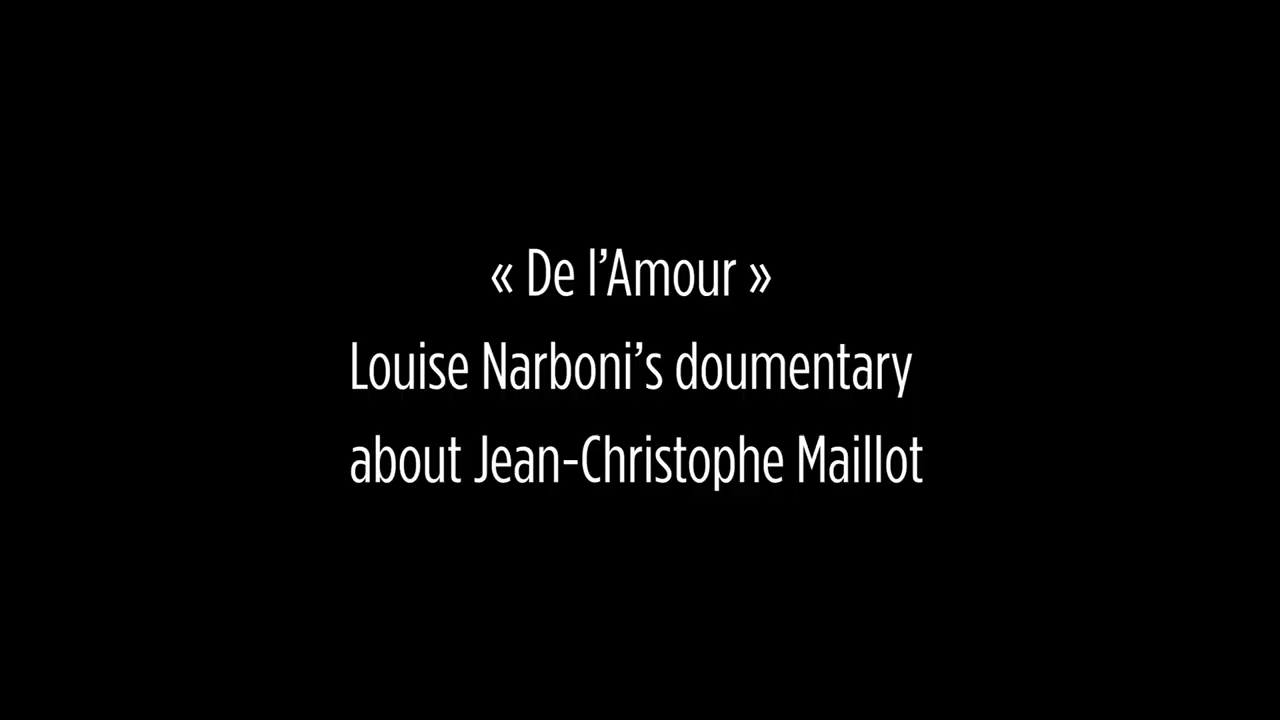 « De l’Amour »
Louise Narboni’s doumentary
about Jean-Christophe Maillot